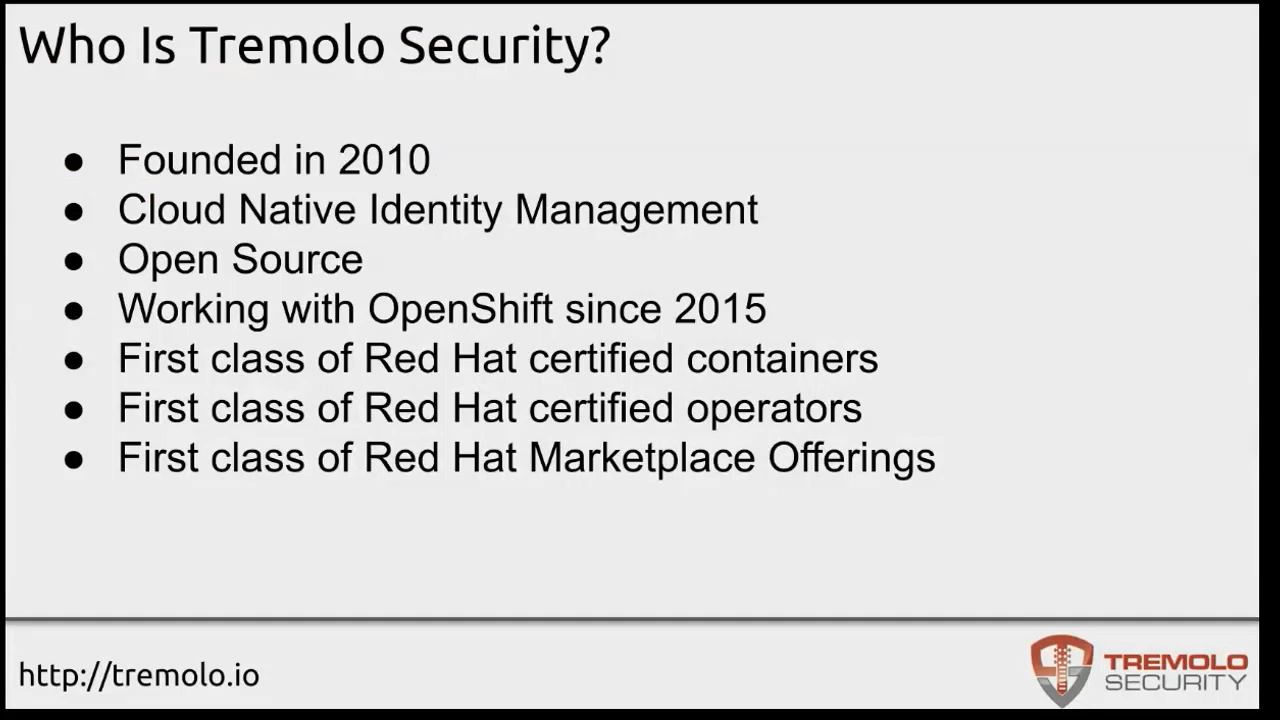 Who Is Tremolo Security?
● Founded in 2010
● Cloud Native Identity Management
● Open Source
● Working with OpenShift since 2015
● First class of Red Hat certified containers
● First class of Red Hat certified operators
● First class of Red Hat Marketplace Offerings
http://tremolo.io
TREMOLO
SECURITY